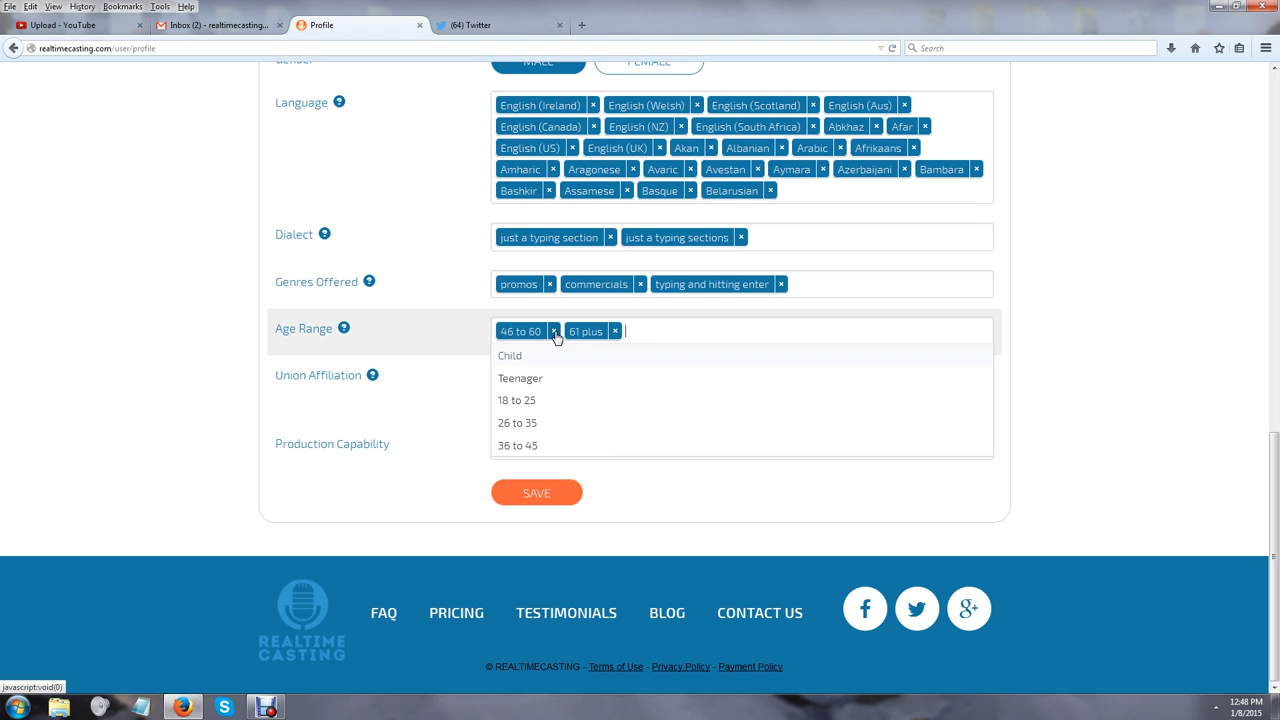 File Edit View History Bookmarks Tools Help
Upload - YouTube × Inbox (2) - realtimecasting... × Profile × (64) Twitter × +
realtimecasting.com/user/profile Search
Gender MALE FEMALE
Language ? English (Ireland) × English (Welsh) × English (Scotland) × English (Aus) ×
English (Canada) × English (NZ) × English (South Africa) × Abkhaz × Afar ×
English (US) × English (UK) × Akan × Albanian × Arabic × Afrikaans ×
Amharic × Aragonese × Avaric × Avestan × Aymara × Azerbaijani × Bambara ×
Bashkir × Assamese × Basque × Belarusian ×
Dialect ? just a typing section × just a typing sections ×
Genres Offered ? promos × commercials × typing and hitting enter ×
Age Range ? 46 to 60 × 61 plus ×
Child
Teenager
18 to 25
26 to 35
36 to 45
Union Affiliation ?
Production Capability
SAVE
REALTIME
CASTING
FAQ PRICING TESTIMONIALS BLOG CONTACT US
© REALTIMECASTING - Terms of Use - Privacy Policy - Payment Policy
javascript:void(0)
12:48 PM
1/8/2015